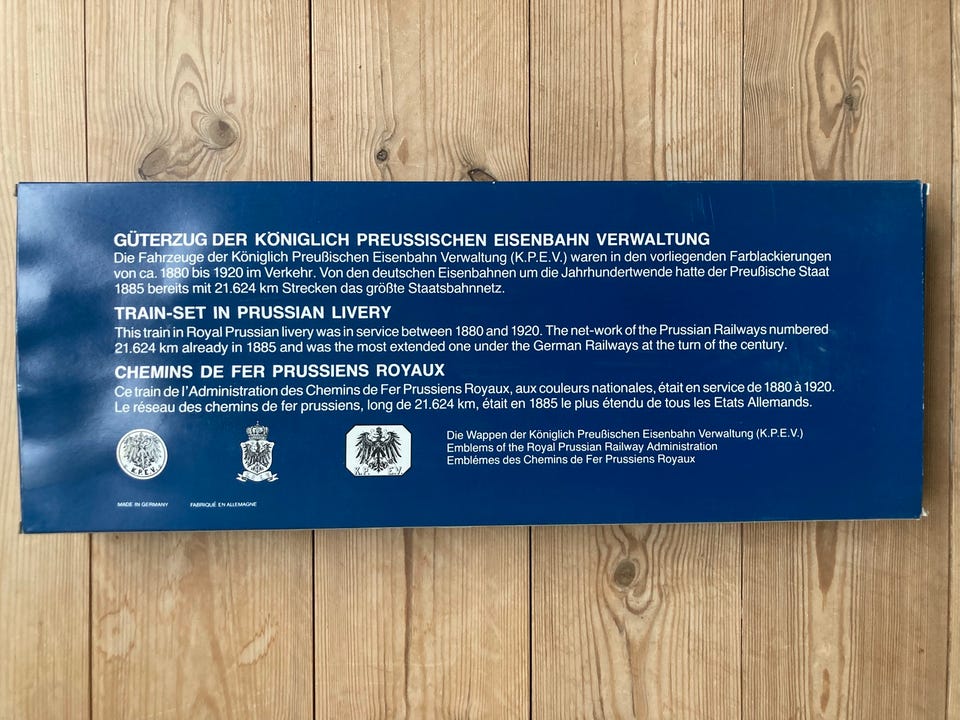 GÜTERZUG DER KÖNIGLICH PREUSSISCHEN EISENBAHN VERWALTUNG
Die Fahrzeuge der Königlich Preußischen Eisenbahn Verwaltung (K.P.E.V.) waren in den vorliegenden Farblackierungen
von ca. 1880 bis 1920 im Verkehr. Von den deutschen Eisenbahnen um die Jahrhundertwende hatte der Preußische Staat
1885 bereits mit 21.624 km Strecken das größte Staatsbahnnetz.
TRAIN-SET IN PRUSSIAN LIVERY
This train in Royal Prussian livery was in service between 1880 and 1920. The net-work of the Prussian Railways numbered
21.624 km already in 1885 and was the most extended one under the German Railways at the turn of the century.
CHEMINS DE FER PRUSSIENS ROYAUX
Ce train de l'Administration des Chemins de Fer Prussiens Royaux, aux couleurs nationales, était en service de 1880 à 1920.
Le réseau des chemins de fer prussiens, long de 21.624 km, était en 1885 le plus étendu de tous les Etats Allemands.
K.P.E.V.
K.P. E.V.
Die Wappen der Königlich Preußischen Eisenbahn Verwaltung (K.P.E.V.)
Emblems of the Royal Prussian Railway Administration
Emblémes des Chemins de Fer Prussiens Royaux
MADE IN GERMANY FABRIQUÉ EN ALLEMAGNE